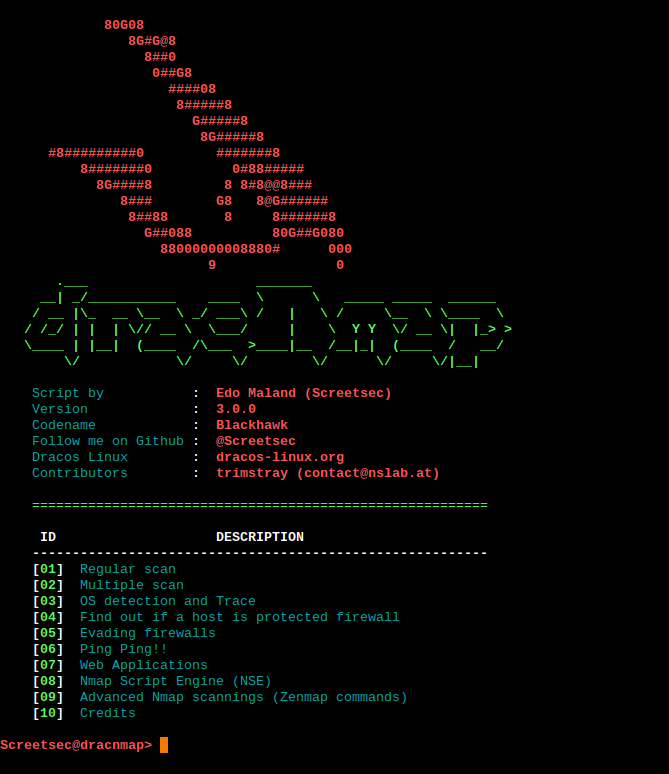 80G08
                8G#G@8
                  8##0
                   0##G8
                     ####08
                      8#####8
                        G#####8
                         8G#####8
      #8#########0         #######8
          8#######0          0#88#####
            8G####8         8 8#8@@8###
               8###        G8   8@G######
                8##88       8     8######8
                  G##088          80G##G080
                    88000000008880#      000
                          9               0
       .___                     _______
     __| _/___________    ____  \      \   _____ _____  ______
    / __ |\_  __ \__  \ _/ ___\ /   |   \ /     \__  \ \____  \
   / /_/ | |  | \// __ \  \___/     |    \  Y Y  \/ __ \|  |_> >
   \____ | |__|  (____  /\___  >____|__  /__|_|  (____  /   __/
        \/            \/     \/        \/      \/     \/|__|
Script by : Edo Maland (Screetsec)
Version : 3.0.0
Codename : Blackhawk
Follow me on Github : @Screetsec
Dracos Linux : dracos-linux.org
Contributors : trimstray (contact@nslab.at)
=========================================================
ID DESCRIPTION
---------------------------------------------------------
[01] Regular scan
[02] Multiple scan
[03] OS detection and Trace
[04] Find out if a host is protected firewall
[05] Evading firewalls
[06] Ping Ping!!
[07] Web Applications
[08] Nmap Script Engine (NSE)
[09] Advanced Nmap scannings (Zenmap commands)
[10] Credits
Screetsec@dracnmap>